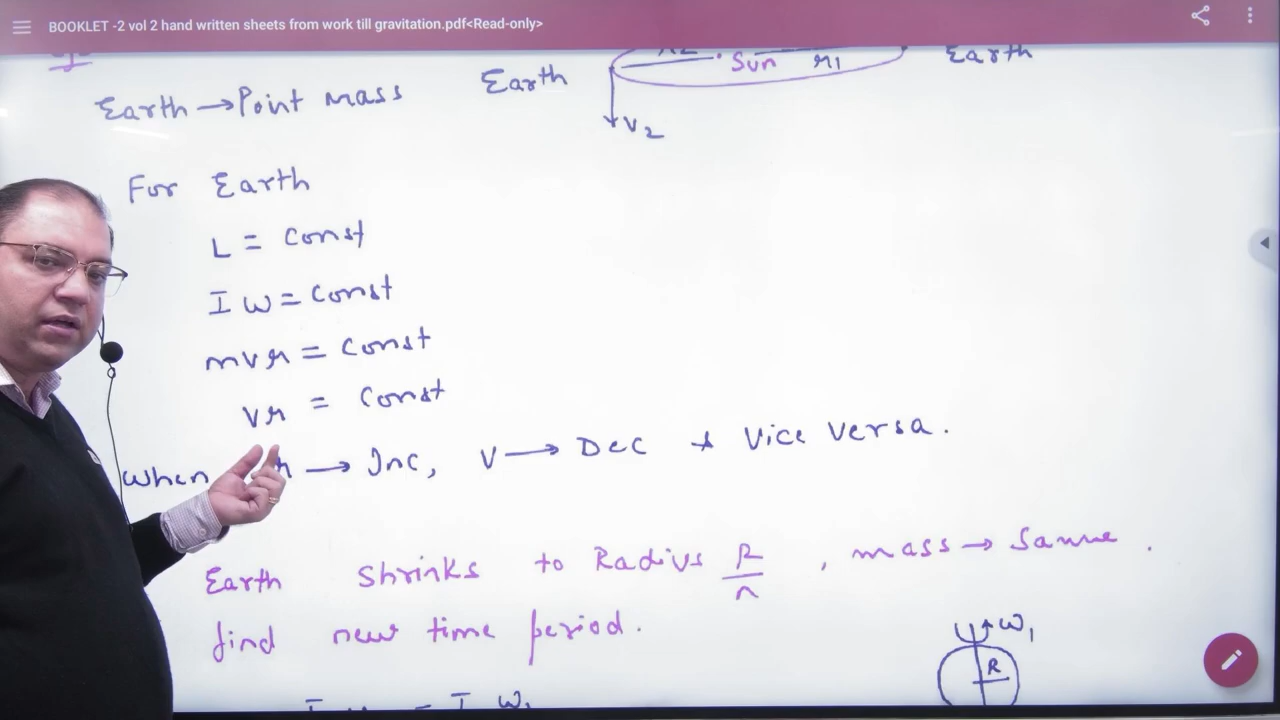 BOOKLET -2 vol 2 hand written sheets from work till gravitation.pdf<Read-only>
Sun r1
Earth Earth
Earth → Point mass
V2
For Earth
L = Const
I ω = Const
mvr = Const
vr = Const
When r → Inc, V → Dec & Vice Versa.
Earth Shrinks to Radius R/n , mass → Same .
find new time period.
ω1
R